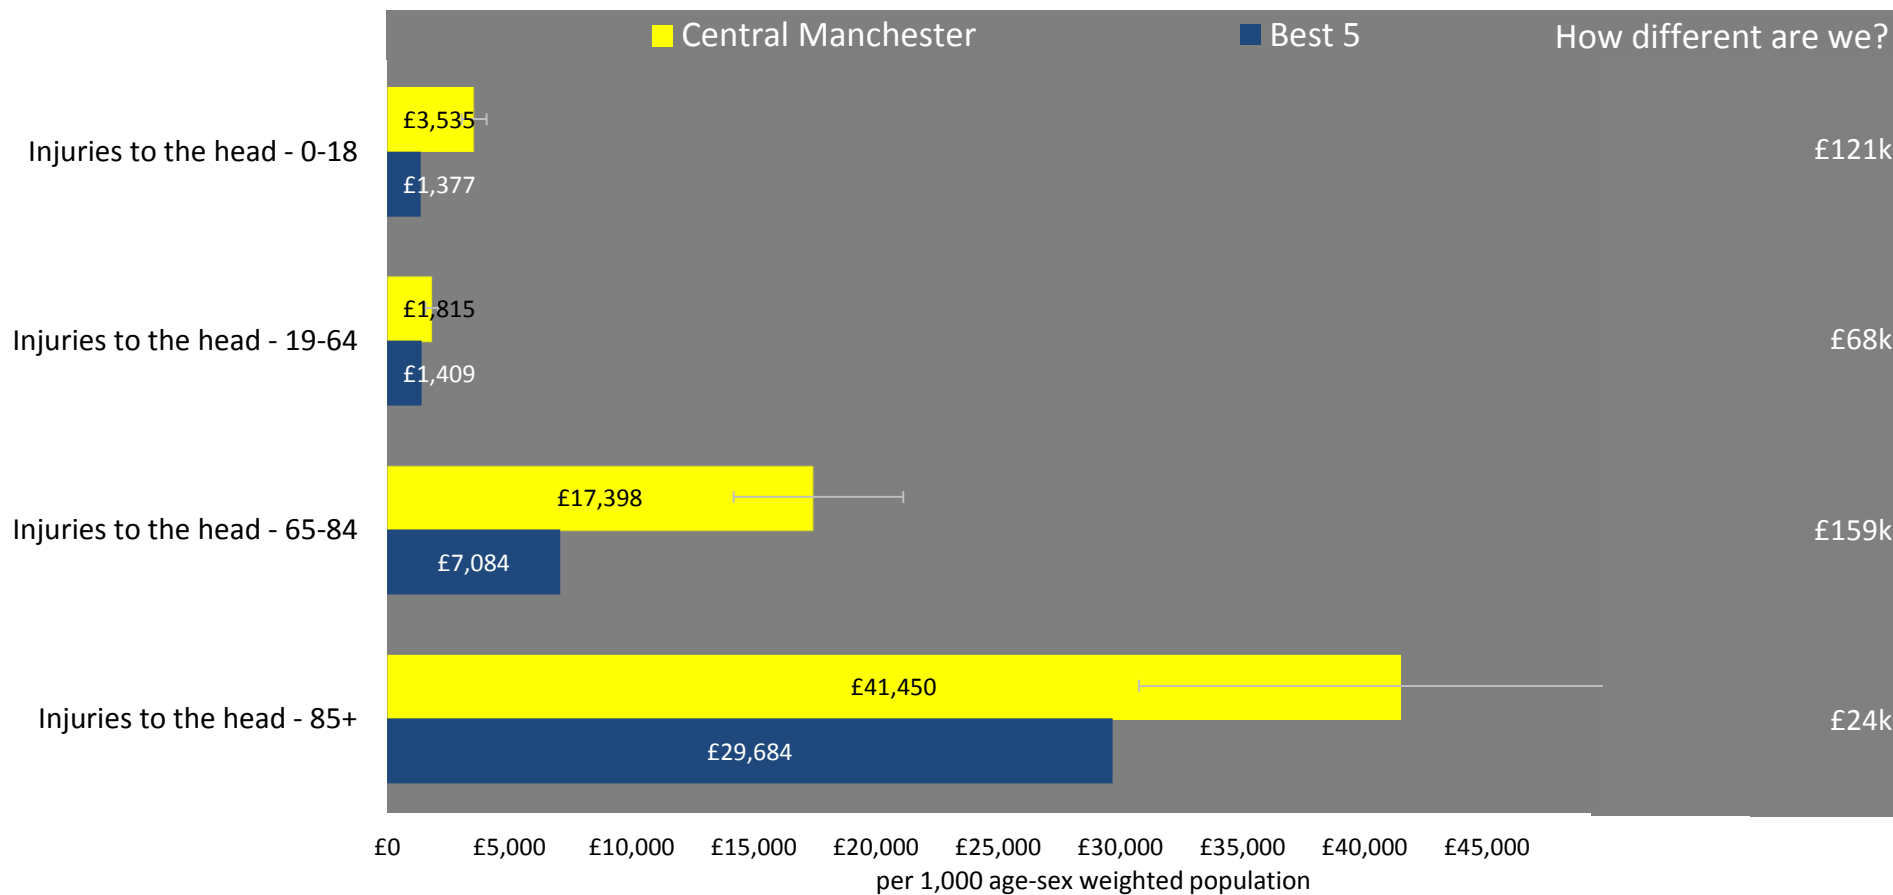 Central Manchester
Best 5
How different are we?
Injuries to the head - 0-18
£3,535
£1,377
£121k
Injuries to the head - 19-64
£1,815
£1,409
£68k
Injuries to the head - 65-84
£17,398
£7,084
£159k
Injuries to the head - 85+
£41,450
£29,684
£24k
£0 £5,000 £10,000 £15,000 £20,000 £25,000 £30,000 £35,000 £40,000 £45,000
per 1,000 age-sex weighted population